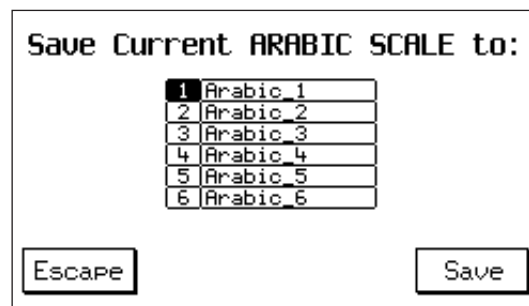 Save Current ARABIC SCALE to:
1 Arabic_1
2 Arabic_2
3 Arabic_3
4 Arabic_4
5 Arabic_5
6 Arabic_6
Escape Save